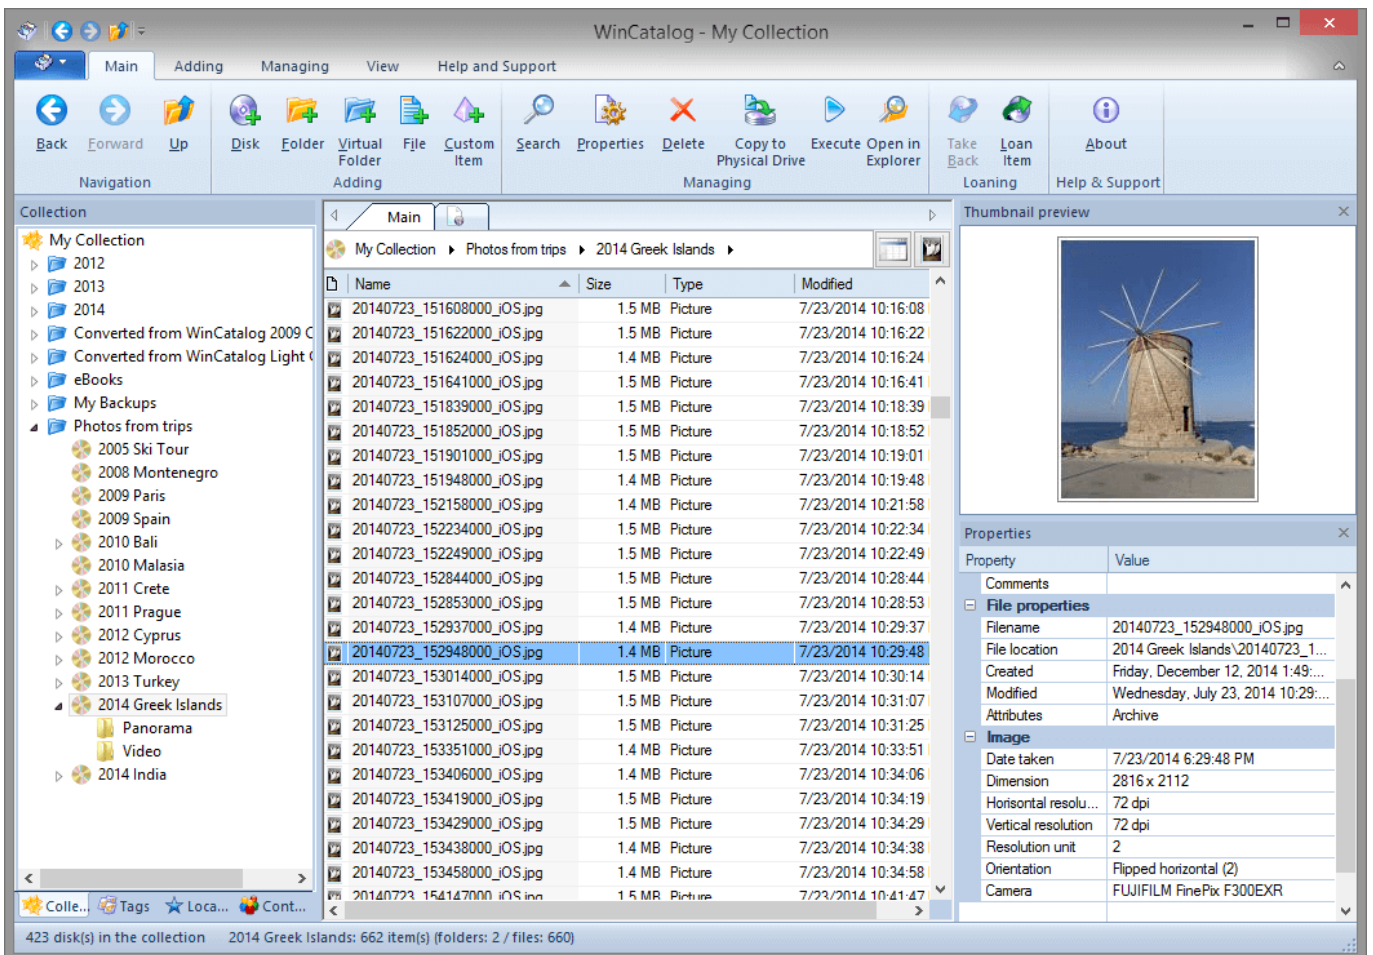 WinCatalog - My Collection
Main Adding Managing View Help and Support
Back Forward Up Disk Folder Virtual Folder File Custom Item Search Properties Delete Copy to Physical Drive Execute Open in Explorer Take Back Loan Item About
Navigation Adding Managing Loaning Help & Support
Collection
My Collection
2012
2013
2014
Converted from WinCatalog 2009 C
Converted from WinCatalog Light
eBooks
My Backups
Photos from trips
2005 Ski Tour
2008 Montenegro
2009 Paris
2009 Spain
2010 Bali
2010 Malasia
2011 Crete
2011 Prague
2012 Cyprus
2012 Morocco
2013 Turkey
2014 Greek Islands
Panorama
Video
2014 India
Colle... Tags Loca... Cont...
Main
My Collection Photos from trips 2014 Greek Islands
Name Size Type Modified
20140723_151608000_iOS.jpg 1.5 MB Picture 7/23/2014 10:16:08
20140723_151622000_iOS.jpg 1.5 MB Picture 7/23/2014 10:16:22
20140723_151624000_iOS.jpg 1.4 MB Picture 7/23/2014 10:16:24
20140723_151641000_iOS.jpg 1.5 MB Picture 7/23/2014 10:16:41
20140723_151839000_iOS.jpg 1.5 MB Picture 7/23/2014 10:18:39
20140723_151852000_iOS.jpg 1.5 MB Picture 7/23/2014 10:18:52
20140723_151901000_iOS.jpg 1.5 MB Picture 7/23/2014 10:19:01
20140723_151948000_iOS.jpg 1.4 MB Picture 7/23/2014 10:19:48
20140723_152158000_iOS.jpg 1.4 MB Picture 7/23/2014 10:21:58
20140723_152234000_iOS.jpg 1.5 MB Picture 7/23/2014 10:22:34
20140723_152249000_iOS.jpg 1.5 MB Picture 7/23/2014 10:22:49
20140723_152844000_iOS.jpg 1.5 MB Picture 7/23/2014 10:28:44
20140723_152853000_iOS.jpg 1.5 MB Picture 7/23/2014 10:28:53
20140723_152937000_iOS.jpg 1.4 MB Picture 7/23/2014 10:29:37
20140723_152948000_iOS.jpg 1.4 MB Picture 7/23/2014 10:29:48
20140723_153014000_iOS.jpg 1.5 MB Picture 7/23/2014 10:30:14
20140723_153107000_iOS.jpg 1.5 MB Picture 7/23/2014 10:31:07
20140723_153125000_iOS.jpg 1.5 MB Picture 7/23/2014 10:31:25
20140723_153351000_iOS.jpg 1.4 MB Picture 7/23/2014 10:33:51
20140723_153406000_iOS.jpg 1.4 MB Picture 7/23/2014 10:34:06
20140723_153419000_iOS.jpg 1.5 MB Picture 7/23/2014 10:34:19
20140723_153429000_iOS.jpg 1.5 MB Picture 7/23/2014 10:34:29
20140723_153438000_iOS.jpg 1.4 MB Picture 7/23/2014 10:34:38
20140723_153458000_iOS.jpg 1.4 MB Picture 7/23/2014 10:34:58
20140723_154147000_iOS.jpg 1.5 MB Picture 7/23/2014 10:41:47
Thumbnail preview
Properties
Property Value
Comments
File properties
Filename 20140723_152948000_iOS.jpg
File location 2014 Greek Islands\20140723_1...
Created Friday, December 12, 2014 1:49:...
Modified Wednesday, July 23, 2014 10:29:...
Attributes Archive
Image
Date taken 7/23/2014 6:29:48 PM
Dimension 2816 x 2112
Horisontal resolu... 72 dpi
Vertical resolution 72 dpi
Resolution unit 2
Orientation Flipped horizontal (2)
Camera FUJIFILM FinePix F300EXR
423 disk(s) in the collection 2014 Greek Islands: 662 item(s) (folders: 2 / files: 660)